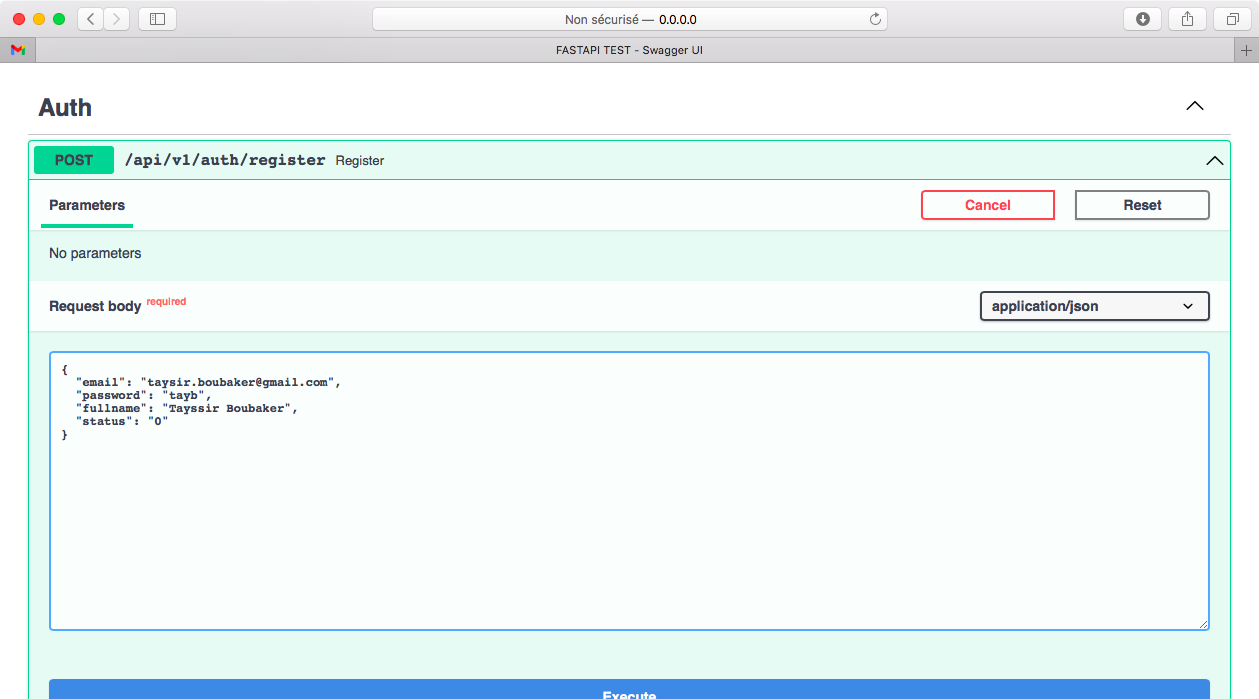 Non sécurisé — 0.0.0.0
FASTAPI TEST - Swagger UI
Auth
POST /api/v1/auth/register Register
Parameters Cancel Reset
No parameters
Request body required application/json
{
"email": "taysir.boubaker@gmail.com",
"password": "tayb",
"fullname": "Tayssir Boubaker",
"status": "0"
}
Execute